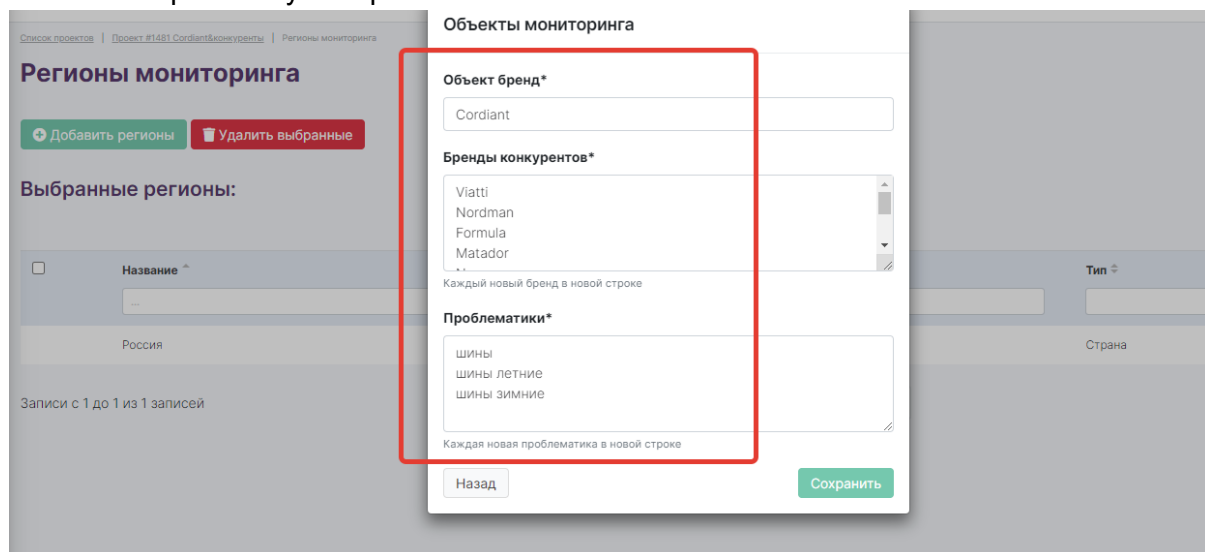 Список проектов | Проект #1481 Cordiant&конкуренты | Регионы мониторинга
Регионы мониторинга
Добавить регионы
Удалить выбранные
Выбранные регионы:
Название
...
Тип
Россия
Страна
Записи с 1 до 1 из 1 записей
Объекты мониторинга
Объект бренд*
Cordiant
Бренды конкурентов*
Viatti
Nordman
Formula
Matador
Каждый новый бренд в новой строке
Проблематики*
шины
шины летние
шины зимние
Каждая новая проблематика в новой строке
Назад
Сохранить